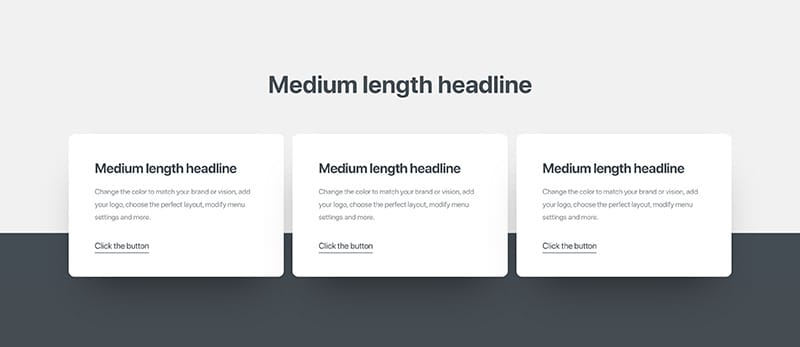 Medium length headline
Medium length headline
Change the color to match your brand or vision, add
your logo, choose the perfect layout, modify menu
settings and more.
Click the button
Medium length headline
Change the color to match your brand or vision, add
your logo, choose the perfect layout, modify menu
settings and more.
Click the button
Medium length headline
Change the color to match your brand or vision, add
your logo, choose the perfect layout, modify menu
settings and more.
Click the button